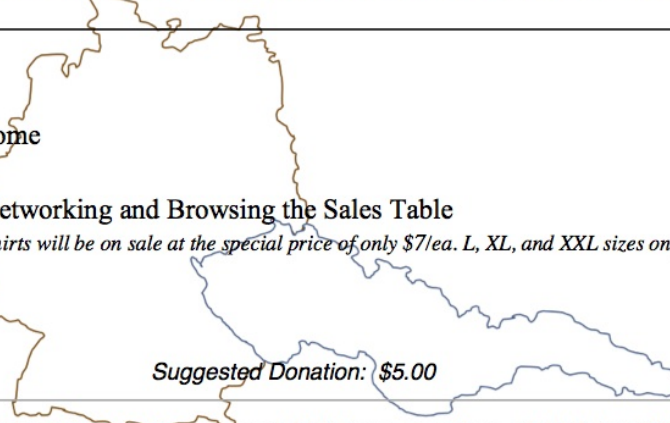 ome
etworking and Browsing the Sales Table
irts will be on sale at the special price of only $7/ea. L, XL, and XXL sizes on
Suggested Donation: $5.00